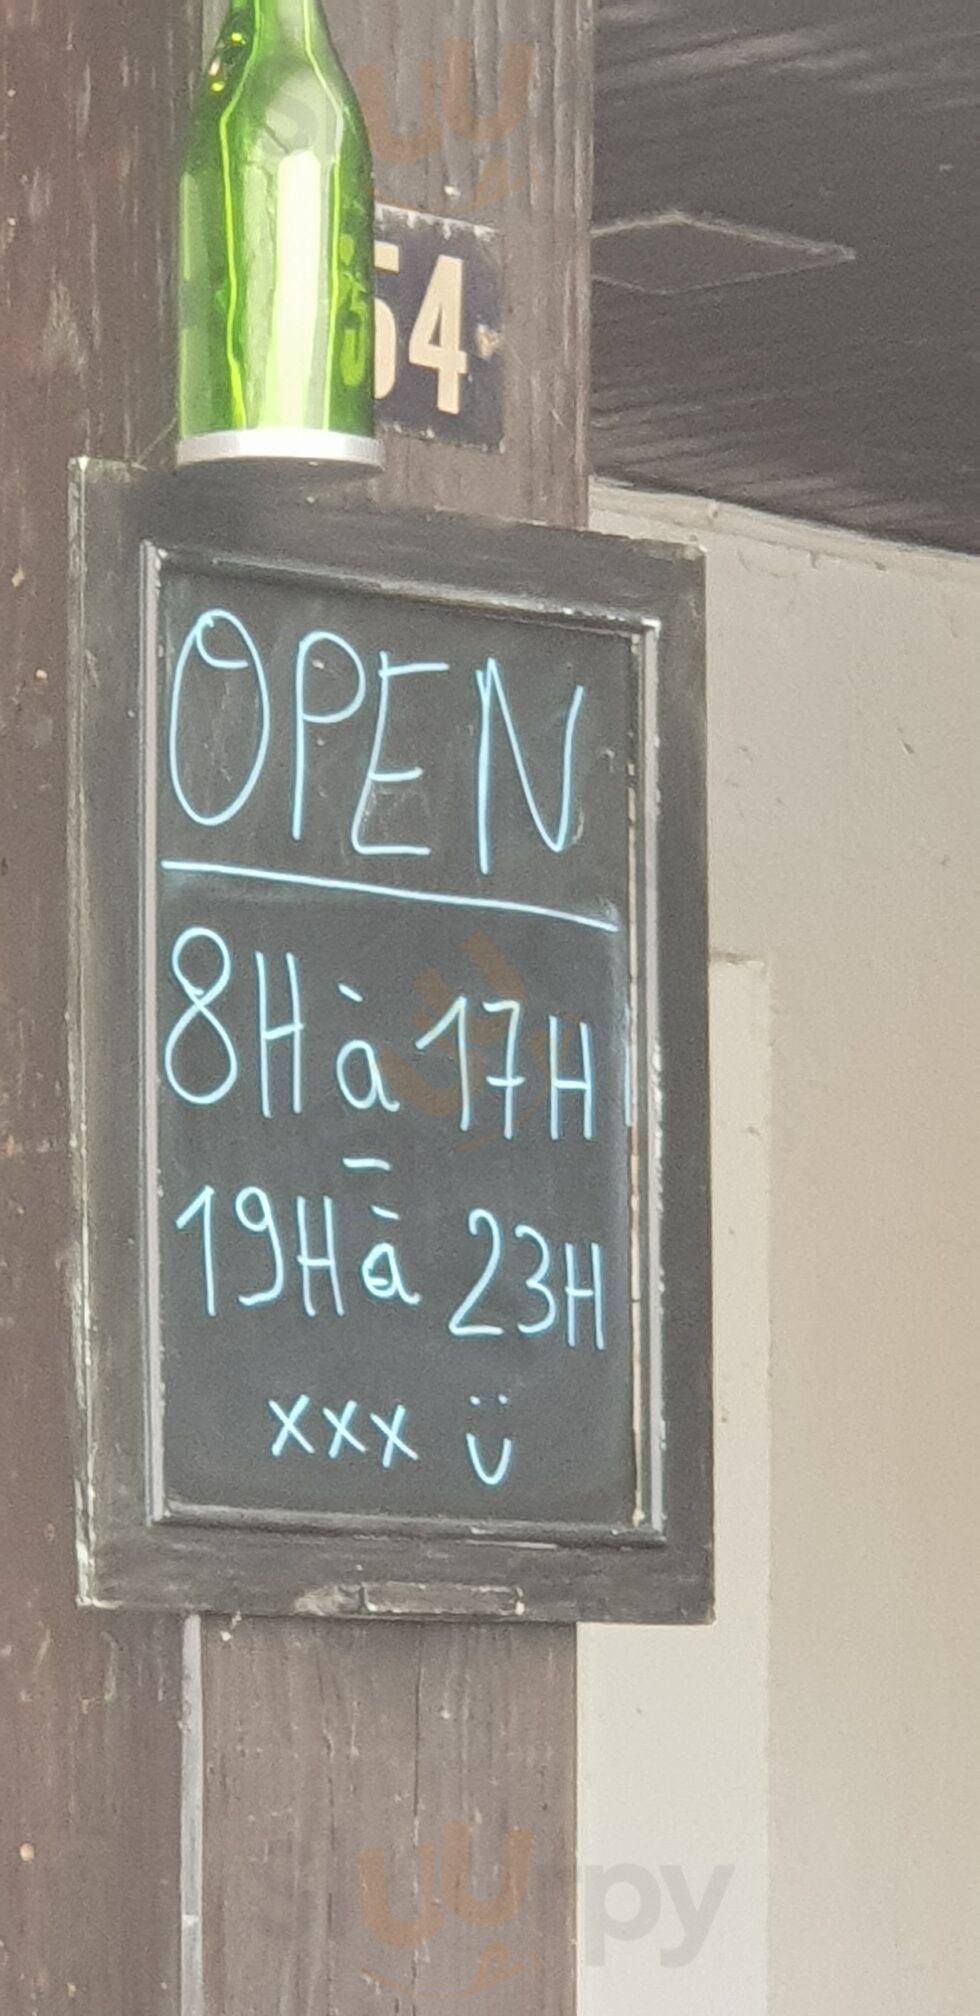 54
OPEN
8H à 17H
-
19H à 23H
xxx ü